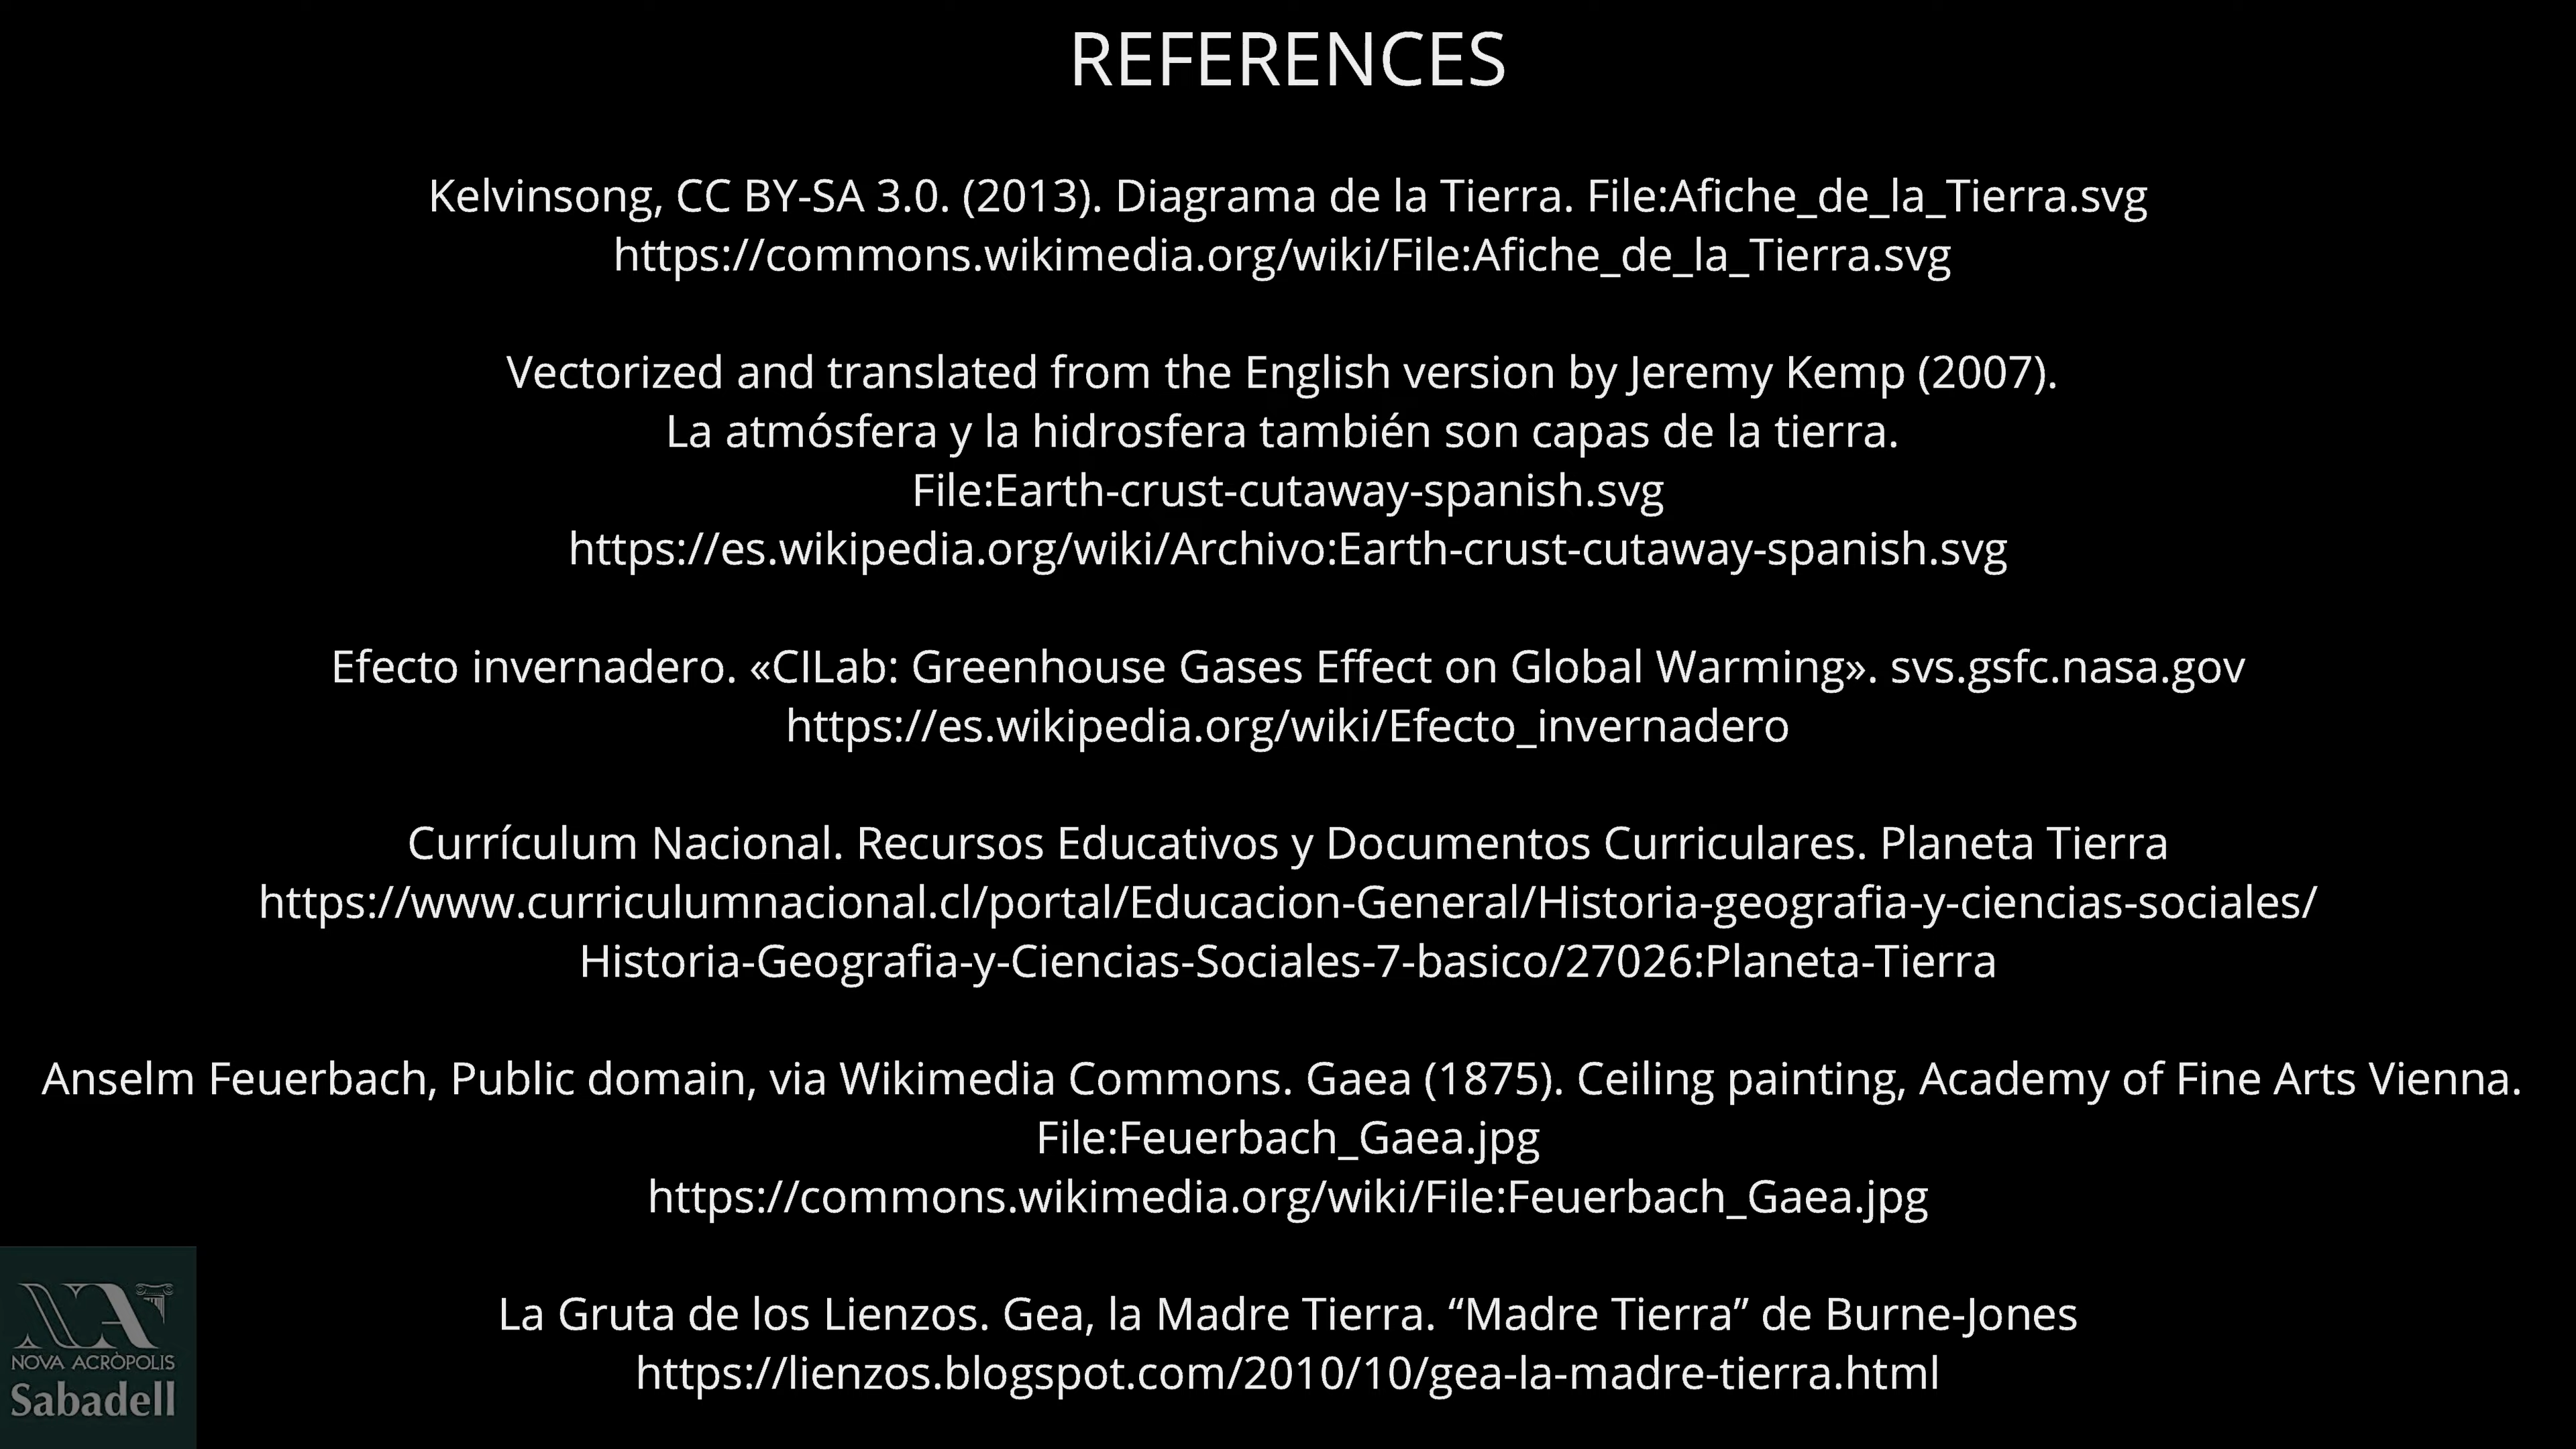 REFERENCES
Kelvinsong, CC BY-SA 3.0. (2013). Diagrama de la Tierra. File:Afiche_de_la_Tierra.svg
https://commons.wikimedia.org/wiki/File:Afiche_de_la_Tierra.svg
Vectorized and translated from the English version by Jeremy Kemp (2007).
La atmósfera y la hidrosfera también son capas de la tierra.
File:Earth-crust-cutaway-spanish.svg
https://es.wikipedia.org/wiki/Archivo:Earth-crust-cutaway-spanish.svg
Efecto invernadero. «CILab: Greenhouse Gases Effect on Global Warming». svs.gsfc.nasa.gov
https://es.wikipedia.org/wiki/Efecto_invernadero
Currículum Nacional. Recursos Educativos y Documentos Curriculares. Planeta Tierra
https://www.curriculumnacional.cl/portal/Educacion-General/Historia-geografia-y-ciencias-sociales/
Historia-Geografia-y-Ciencias-Sociales-7-basico/27026:Planeta-Tierra
Anselm Feuerbach, Public domain, via Wikimedia Commons. Gaea (1875). Ceiling painting, Academy of Fine Arts Vienna.
File:Feuerbach_Gaea.jpg
https://commons.wikimedia.org/wiki/File:Feuerbach_Gaea.jpg
La Gruta de los Lienzos. Gea, la Madre Tierra. “Madre Tierra” de Burne-Jones
https://lienzos.blogspot.com/2010/10/gea-la-madre-tierra.html
NA
NOVA ACRÒPOLIS
Sabadell